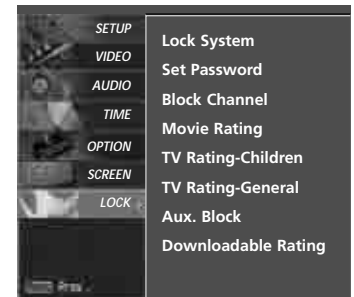 SETUP
VIDEO
AUDIO
TIME
OPTION
SCREEN
LOCK
Prev.
Lock System
Set Password
Block Channel
Movie Rating
TV Rating-Children
TV Rating-General
Aux. Block
Downloadable Rating